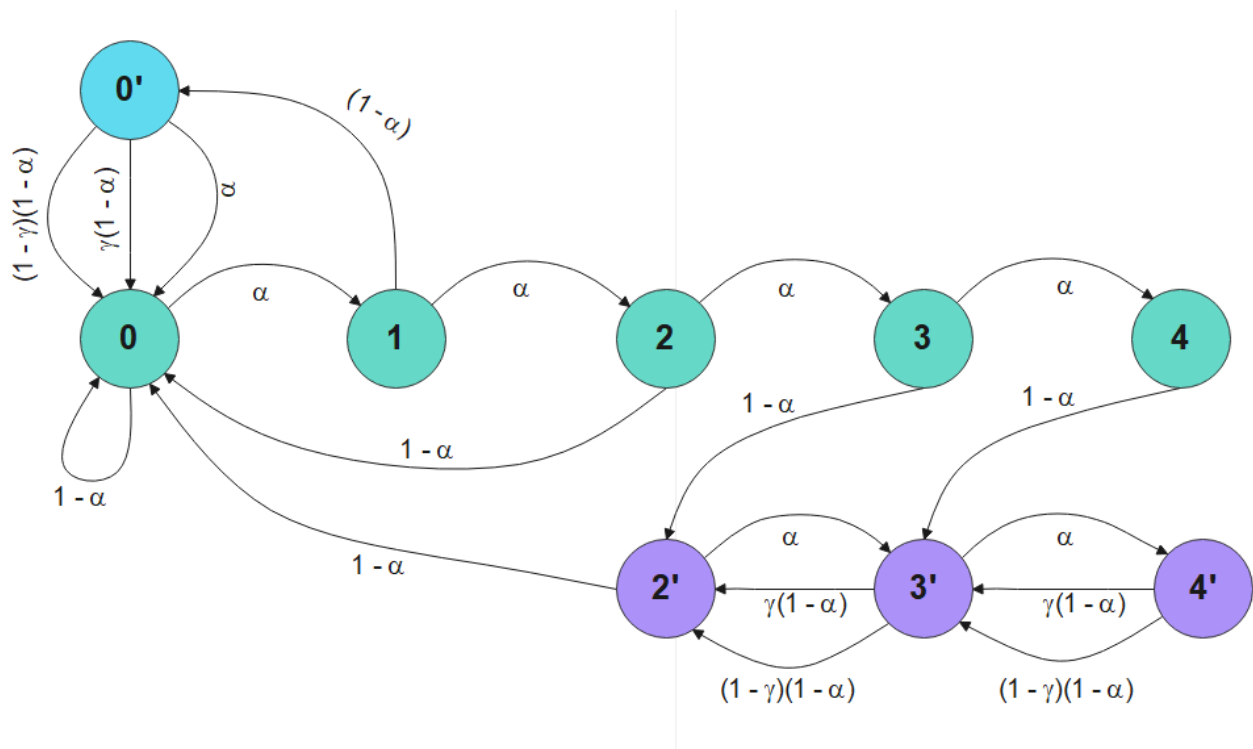 0'
(1 - α)
(1 - γ)(1 - α)
γ(1 - α)
α
α
α
α
α
0
1
2
3
4
1 - α
1 - α
1 - α
1 - α
1 - α
α
α
2'
3'
4'
γ(1 - α)
γ(1 - α)
(1 - γ)(1 - α)
(1 - γ)(1 - α)